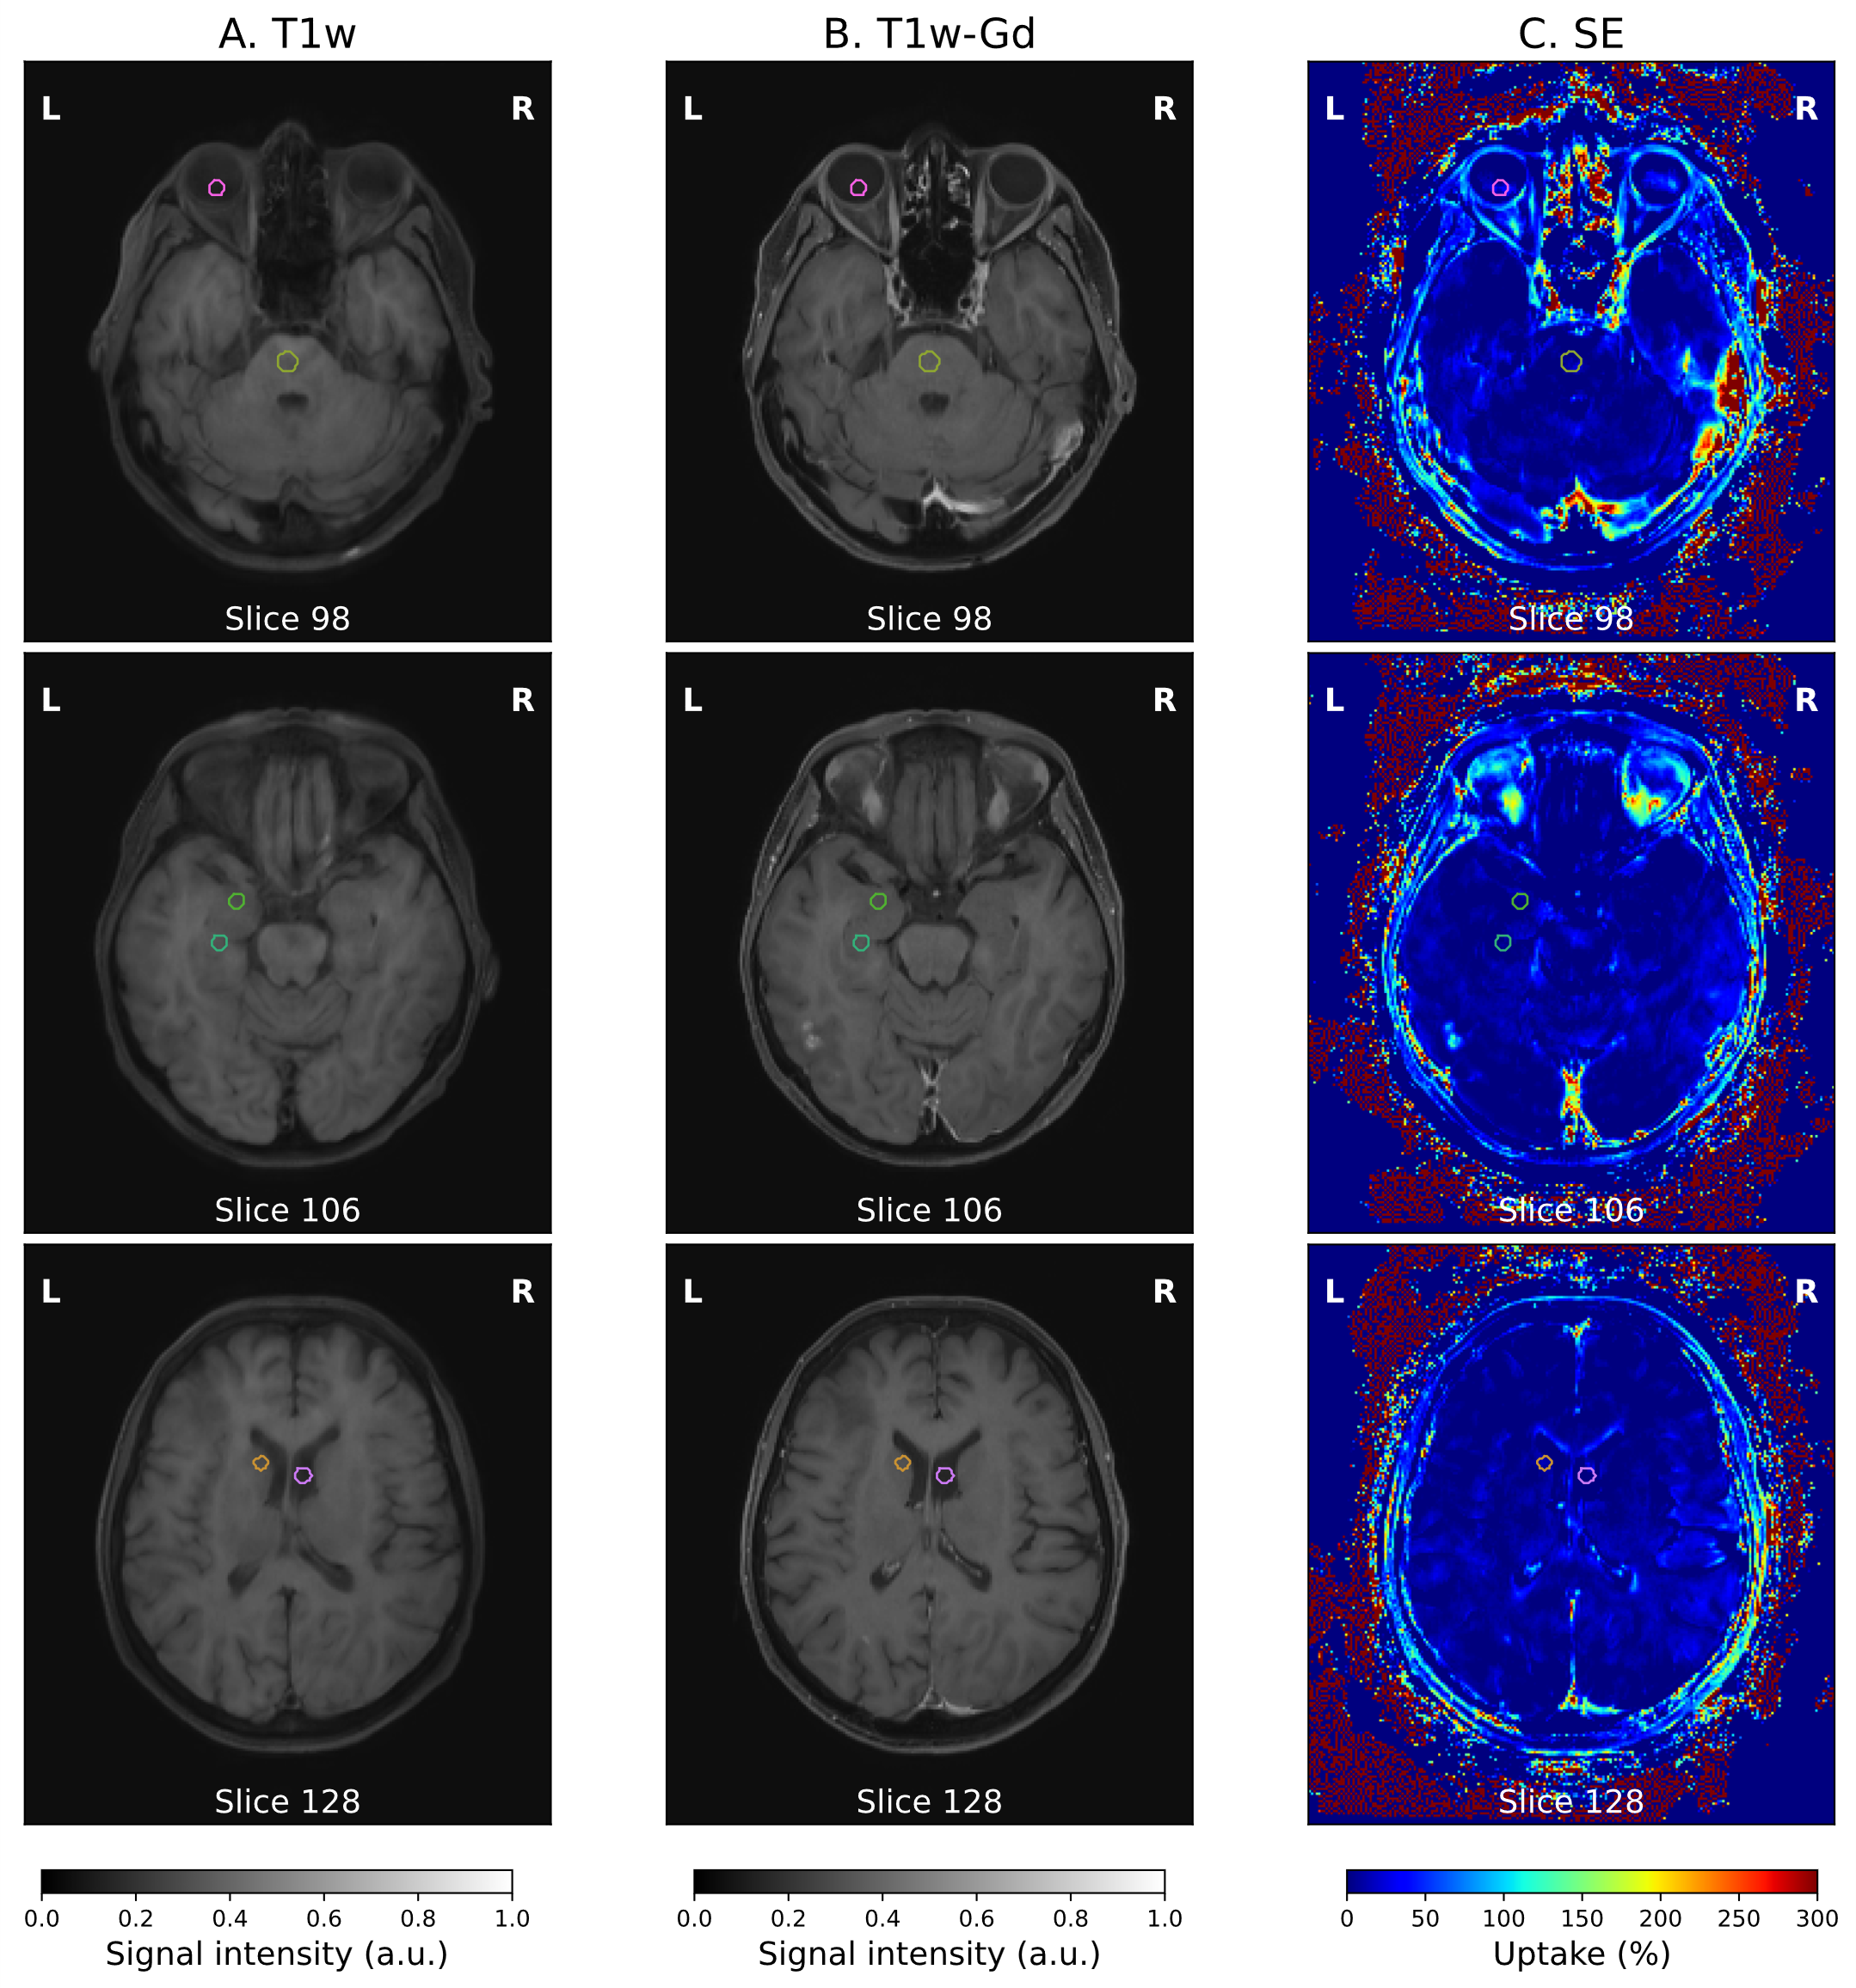 A. T1w
B. T1w-Gd
C. SE
L R
L R
L R
Slice 98
Slice 98
Slice 98
L R
L R
L R
Slice 106
Slice 106
Slice 106
L R
L R
L R
Slice 128
Slice 128
Slice 128
0.0 0.2 0.4 0.6 0.8 1.0
Signal intensity (a.u.)
0.0 0.2 0.4 0.6 0.8 1.0
Signal intensity (a.u.)
0 50 100 150 200 250 300
Uptake (%)